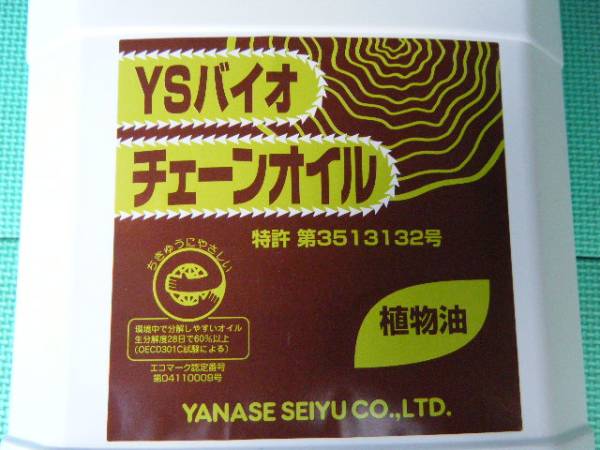 YSバイオ
チェーンオイル
特許 第3513132号
ちきゅうにやさしい
環境中で分解しやすいオイル
生分解度28日で60%以上
(OECD301C試験による)
エコマーク認定番号
第04110009号
植物油
YANASE SEIYU CO.,LTD.